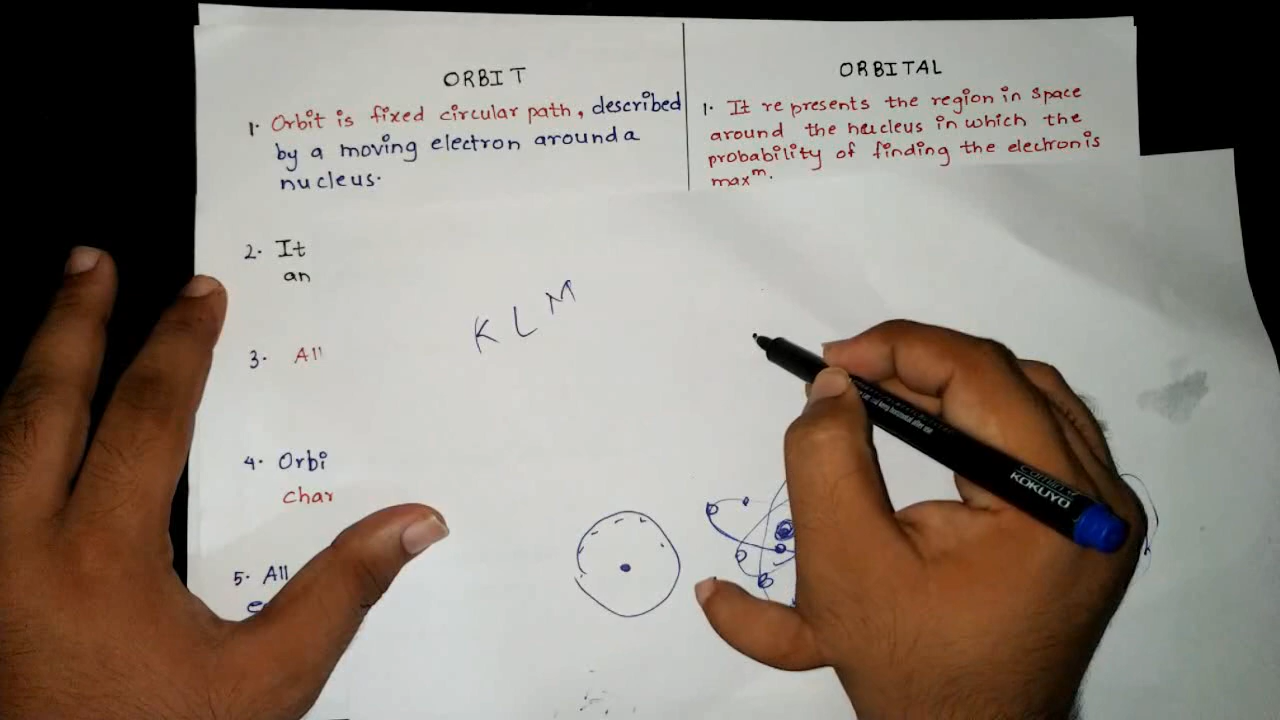 ORBIT
1. Orbit is fixed circular path, described
by a moving electron around a
nucleus.
2. It
an
3. All
4. Orbi
char
5. All
ORBITAL
1. It represents the region in space
around the nucleus in which the
probability of finding the electron is
maxᵐ.
K L M
KOKUYO